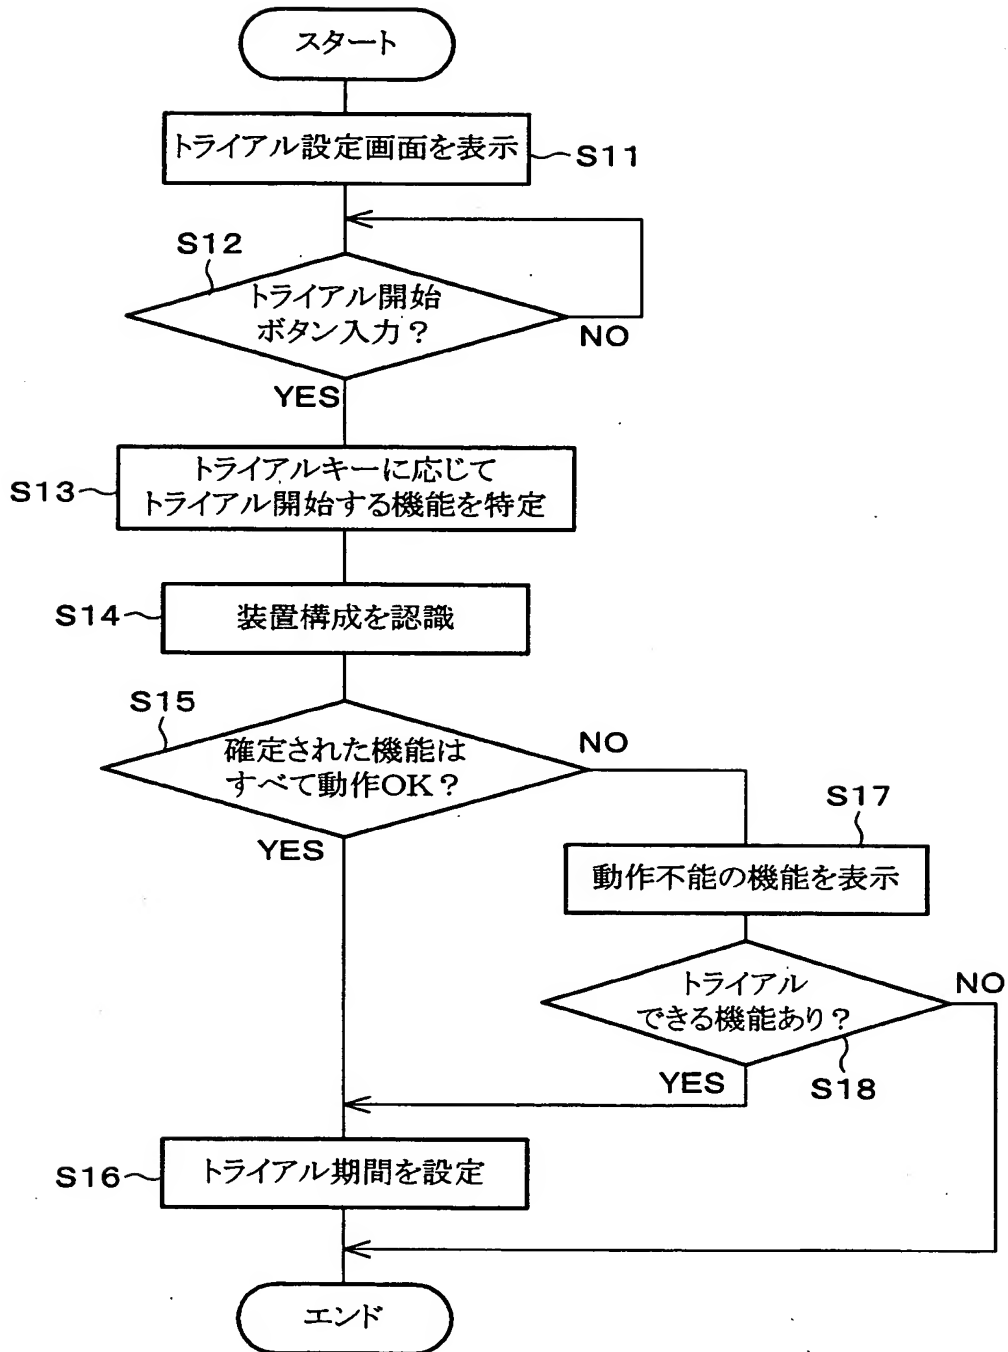 スタート
トライアル設定画面を表示
S11
S12
トライアル開始
ボタン入力？
NO
YES
S13
トライアルキーに応じて
トライアル開始する機能を特定
S14
装置構成を認識
S15
確定された機能は
すべて動作OK？
NO
YES
S17
動作不能の機能を表示
トライアル
できる機能あり？
NO
YES
S18
S16
トライアル期間を設定
エンド